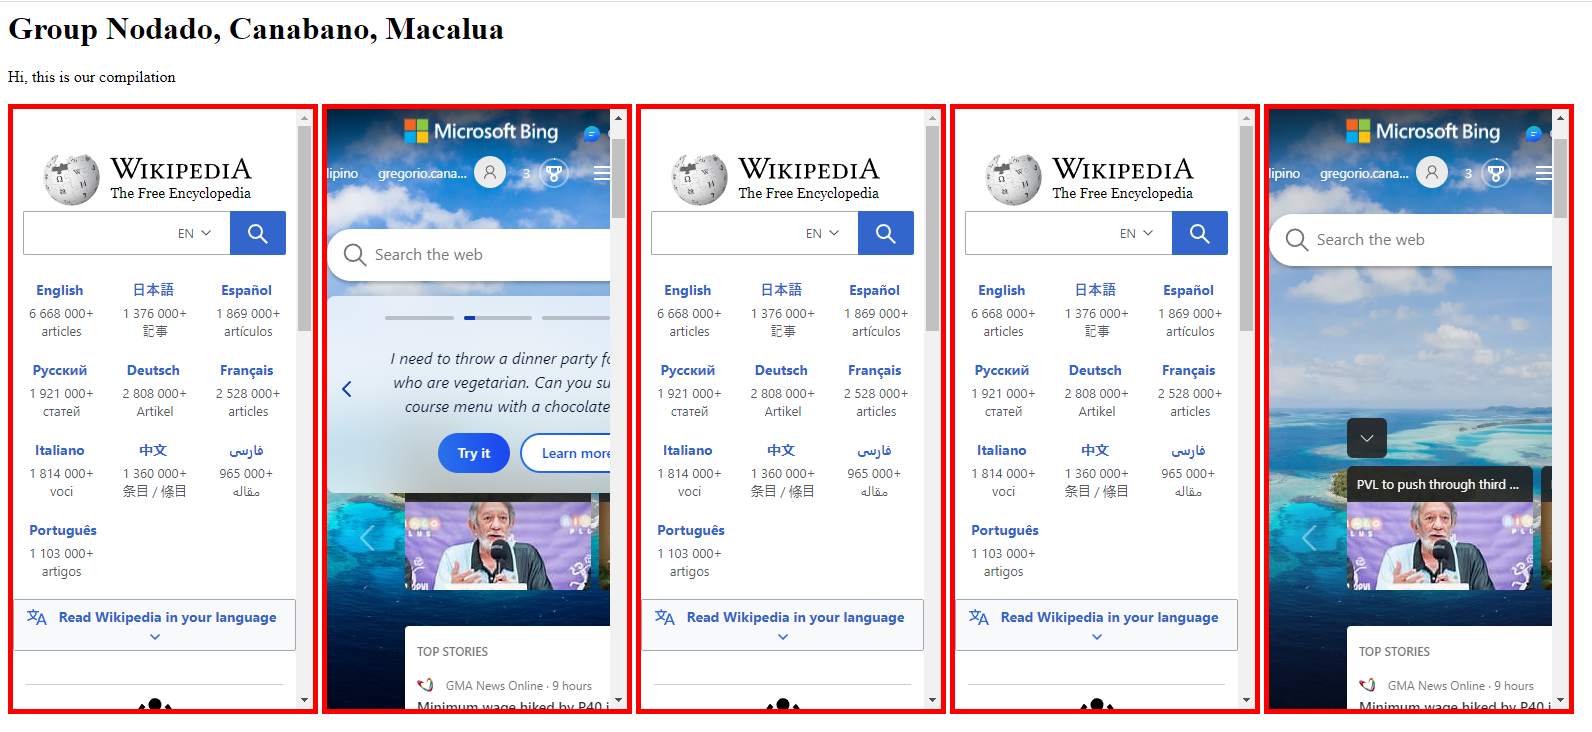 Group Nodado, Canabano, Macalua
Hi, this is our compilation
WIKIPEDIA
The Free Encyclopedia
EN
English
6 668 000+
articles
日本語
1 376 000+
記事
Español
1 869 000+
artículos
Русский
1 921 000+
статей
Deutsch
2 808 000+
Artikel
Français
2 528 000+
articles
Italiano
1 814 000+
voci
中文
1 360 000+
条目 / 條目
فارسی
965 000+
مقاله
Português
1 103 000+
artigos
Read Wikipedia in your language
Microsoft Bing
lipino gregorio.cana... 3
Search the web
I need to throw a dinner party fo
who are vegetarian. Can you su
course menu with a chocolate
Try it
Learn more
TOP STORIES
GMA News Online · 9 hours
Minimum wage hiked by P40 i
WIKIPEDIA
The Free Encyclopedia
EN
English
6 668 000+
articles
日本語
1 376 000+
記事
Español
1 869 000+
artículos
Русский
1 921 000+
статей
Deutsch
2 808 000+
Artikel
Français
2 528 000+
articles
Italiano
1 814 000+
voci
中文
1 360 000+
条目 / 條目
فارسی
965 000+
مقاله
Português
1 103 000+
artigos
Read Wikipedia in your language
WIKIPEDIA
The Free Encyclopedia
EN
English
6 668 000+
articles
日本語
1 376 000+
記事
Español
1 869 000+
artículos
Русский
1 921 000+
статей
Deutsch
2 808 000+
Artikel
Français
2 528 000+
articles
Italiano
1 814 000+
voci
中文
1 360 000+
条目 / 條目
فارسی
965 000+
مقاله
Português
1 103 000+
artigos
Read Wikipedia in your language
Microsoft Bing
lipino gregorio.cana... 3
Search the web
PVL to push through third ...
TOP STORIES
GMA News Online · 9 hours
Minimum wage hiked by P40 i